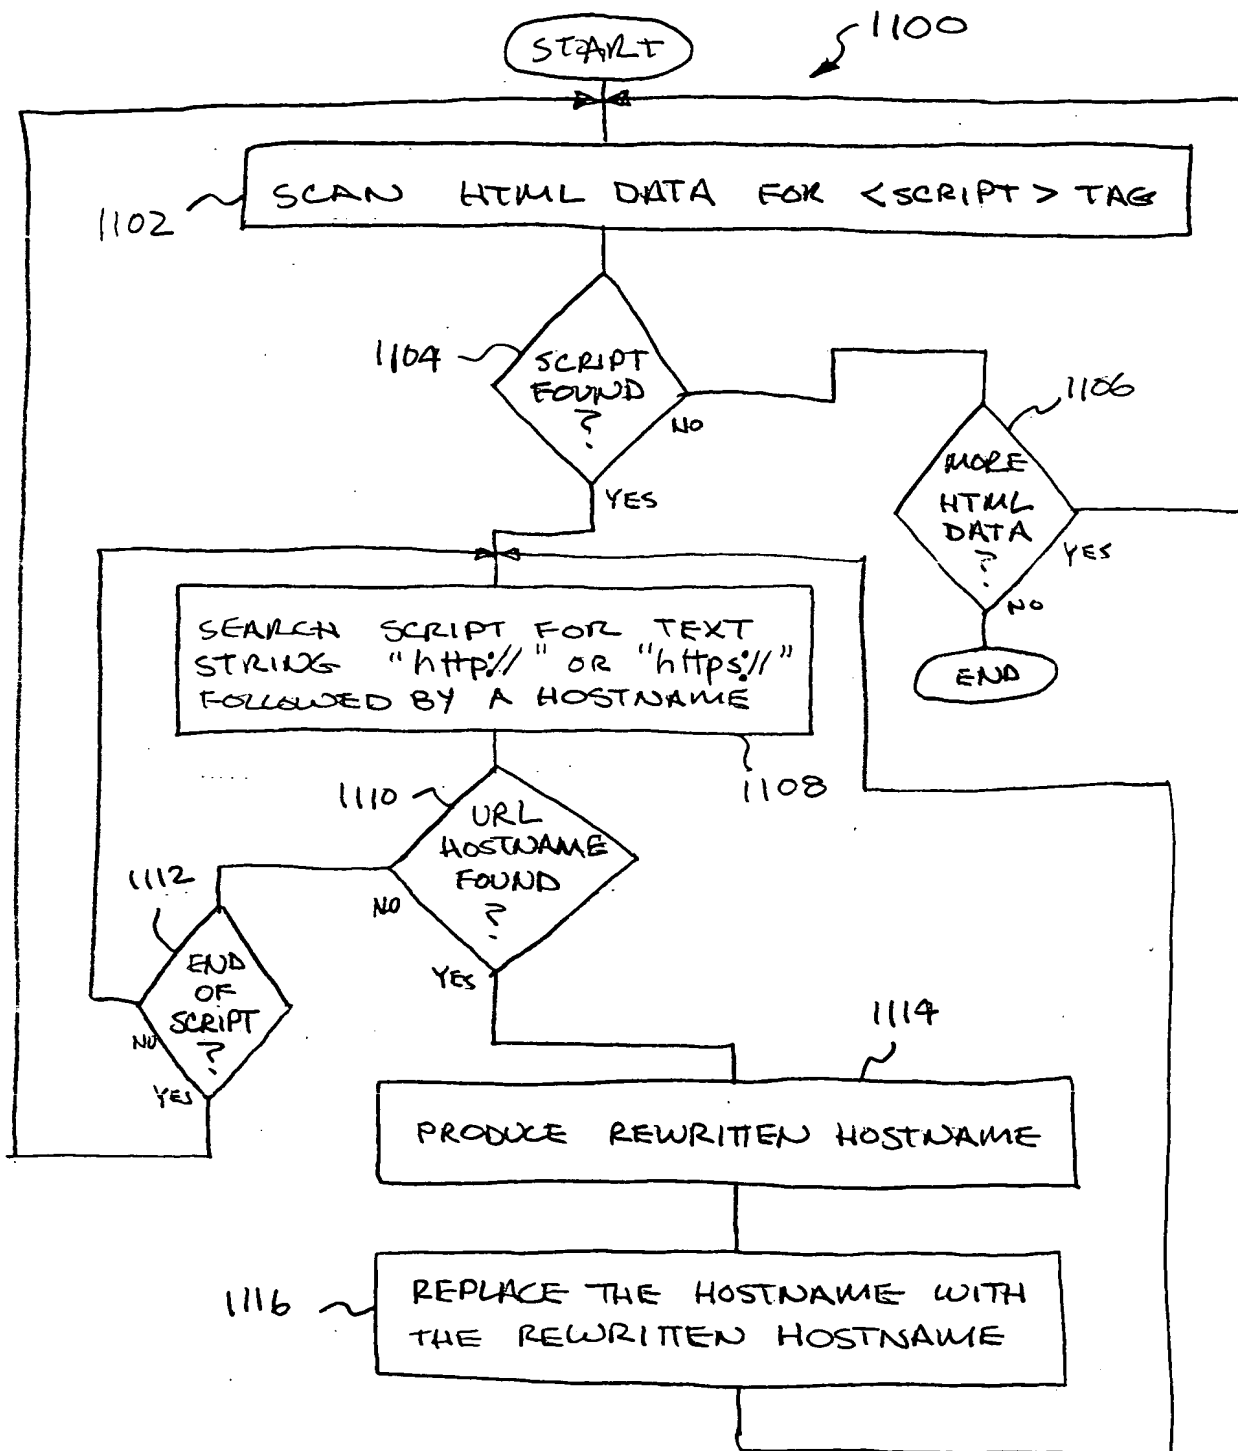 START
1100
SCAN HTML DATA FOR <SCRIPT> TAG
1102
1104
SCRIPT
FOUND
?
NO
YES
1106
MORE
HTML
DATA
?
YES
NO
END
SEARCH SCRIPT FOR TEXT
STRING "http://" OR "https://"
FOLLOWED BY A HOSTNAME
1108
1110
URL
HOSTNAME
FOUND
?
NO
YES
1112
END
OF
SCRIPT
?
NO
YES
1114
PRODUCE REWRITTEN HOSTNAME
1116
REPLACE THE HOSTNAME WITH
THE REWRITTEN HOSTNAME